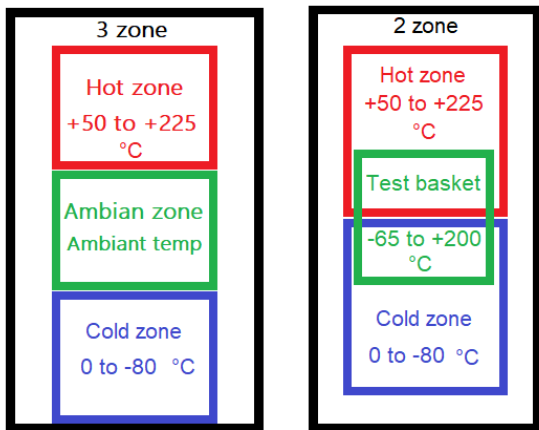 3 zone
Hot zone
+50 to +225
°C
Ambian zone
Ambiant temp
Cold zone
0 to -80 °C
2 zone
Hot zone
+50 to +225
°C
Test basket
-65 to +200
°C
Cold zone
0 to -80 °C